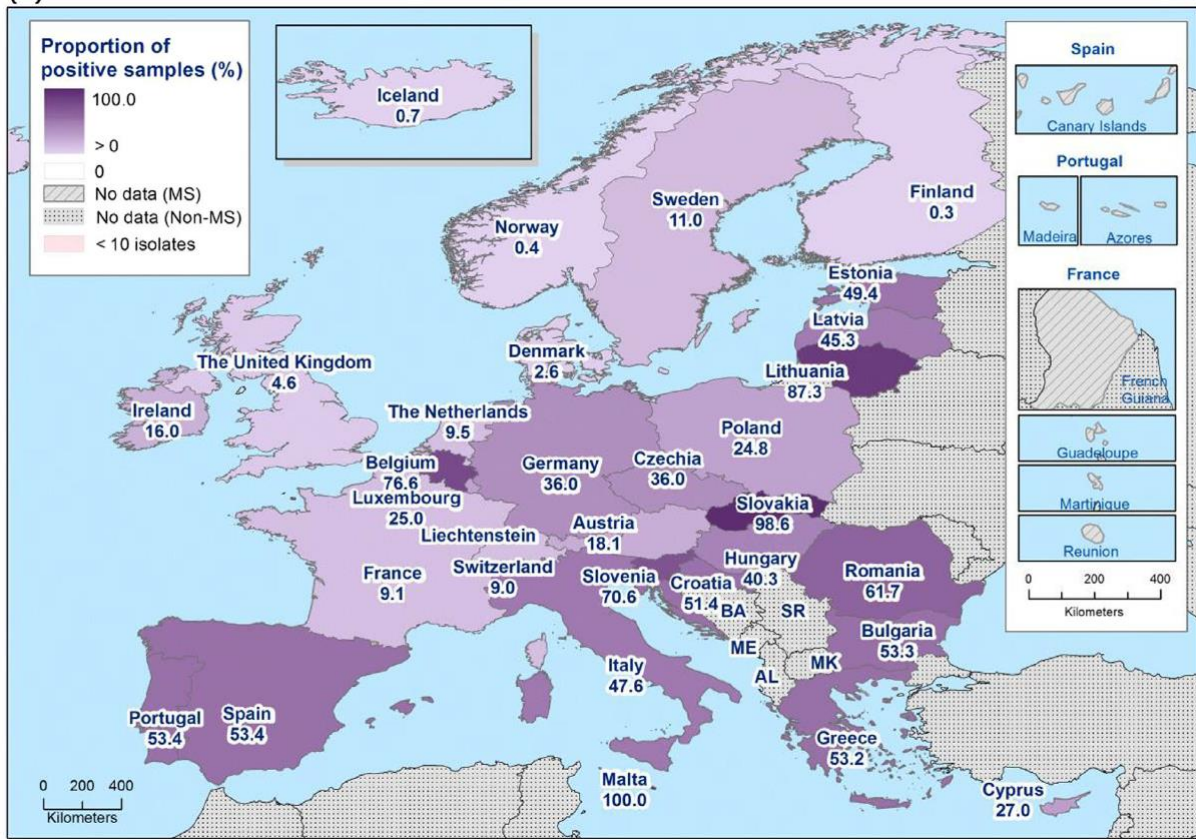 Proportion of
positive samples (%)
100.0
> 0
0
No data (MS)
No data (Non-MS)
< 10 isolates
Iceland
0.7
Norway
0.4
Sweden
11.0
Finland
0.3
Estonia
49.4
Latvia
45.3
Lithuania
87.3
Denmark
2.6
The United Kingdom
4.6
Ireland
16.0
The Netherlands
9.5
Belgium
76.6
Luxembourg
25.0
Germany
36.0
Czechia
36.0
Poland
24.8
Slovakia
98.6
Austria
18.1
Liechtenstein
Switzerland
9.0
France
9.1
Slovenia
70.6
Croatia
51.4
Hungary
40.3
Romania
61.7
BA
SR
ME
AL
MK
Bulgaria
53.3
Italy
47.6
Portugal
53.4
Spain
53.4
Greece
53.2
Malta
100.0
Cyprus
27.0
0 200 400
Kilometers
Spain
Canary Islands
Portugal
Madeira
Azores
France
French
Guiana
Guadeloupe
Martinique
Reunion
0 200 400
Kilometers